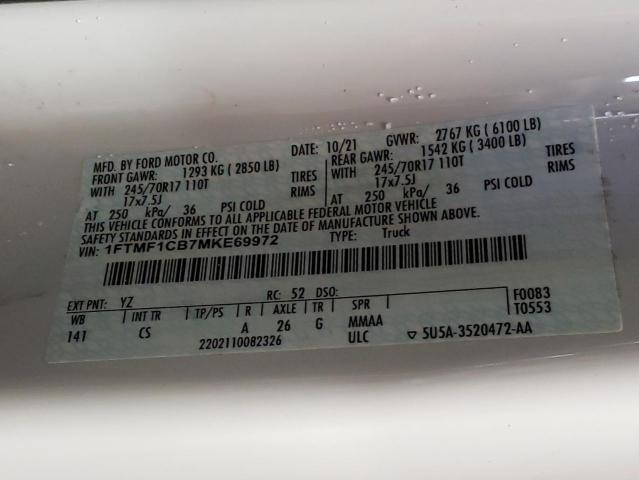 MFD. BY FORD MOTOR CO.
DATE: 10/21 GVWR: 2767 KG ( 6100 LB)
FRONT GAWR: 1293 KG ( 2850 LB) REAR GAWR: 1542 KG ( 3400 LB)
WITH 245/70R17 110T TIRES WITH 245/70R17 110T TIRES
17x7.5J RIMS 17x7.5J RIMS
AT 250 kPa/ 36 PSI COLD AT 250 kPa/ 36 PSI COLD
THIS VEHICLE CONFORMS TO ALL APPLICABLE FEDERAL MOTOR VEHICLE
SAFETY STANDARDS IN EFFECT ON THE DATE OF MANUFACTURE SHOWN ABOVE.
VIN: 1FTMF1CB7MKE69972 TYPE: Truck
EXT PNT: YZ RC: 52 DSO: F0083
WB INT TR TP/PS R AXLE TR SPR T0553
141 CS A 26 G MMAA
2202110082326 ULC 5U5A-3520472-AA